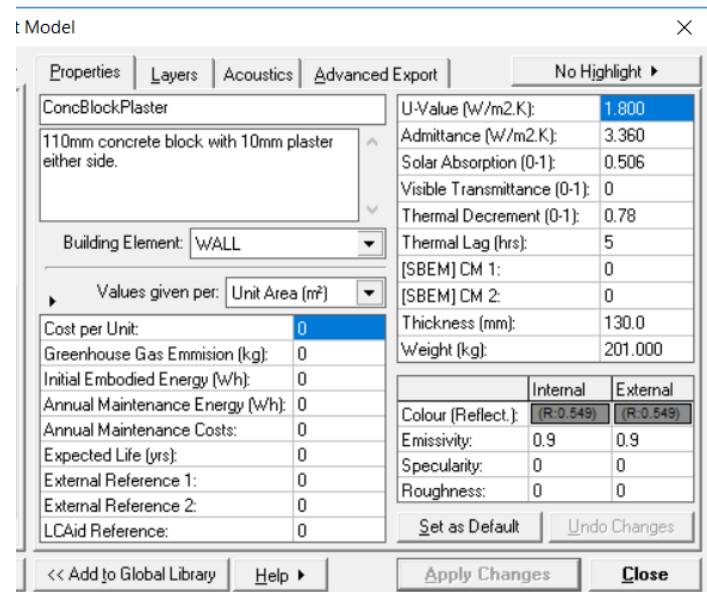 t Model
Properties Layers Acoustics Advanced Export No Highlight
ConcBlockPlaster
110mm concrete block with 10mm plaster
either side.
Building Element: WALL
Values given per: Unit Area (m²)
Cost per Unit: 0
Greenhouse Gas Emmision (kg): 0
Initial Embodied Energy (Wh): 0
Annual Maintenance Energy (Wh): 0
Annual Maintenance Costs: 0
Expected Life (yrs): 0
External Reference 1: 0
External Reference 2: 0
LCAid Reference: 0
U-Value (W/m2.K): 1.800
Admittance (W/m2.K): 3.360
Solar Absorption (0-1): 0.506
Visible Transmittance (0-1): 0
Thermal Decrement (0-1): 0.78
Thermal Lag (hrs): 5
[SBEM] CM 1: 0
[SBEM] CM 2: 0
Thickness (mm): 130.0
Weight (kg): 201.000
Internal External
Colour (Reflect.): (R:0.549) (R:0.549)
Emissivity: 0.9 0.9
Specularity: 0 0
Roughness: 0 0
Set as Default Undo Changes
<< Add to Global Library Help Apply Changes Close